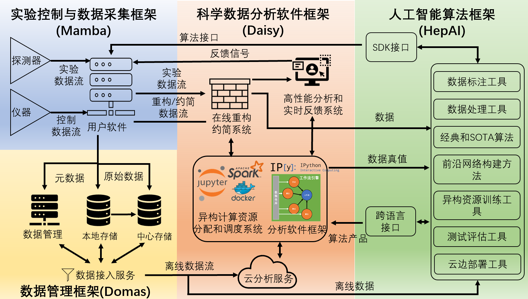 实验控制与数据采集框架
(Mamba)
科学数据分析软件框架
(Daisy)
人工智能算法框架
(HepAI)
算法接口
SDK接口
反馈信号
探测器
实验
数据流
实验
数据流
重构/约简
数据流
仪器
控制
数据流
用户软件
在线重构
约简系统
高性能分析和
实时反馈系统
数据
数据标注工具
数据处理工具
经典和SOTA算法
前沿网络构建方
法
异构资源训练工
具
测试评估工具
云边部署工具
元数据
原始数据
数据真值
jupyter
Spark
docker
IP[y]:
IPython
异构计算资源
分配和调度系统
分析软件框架
跨语言
接口
算法产品
数据管理
本地存储
中心存储
数据接入服务
离线数据流
云分析服务
离线数据
数据管理框架(Domas)